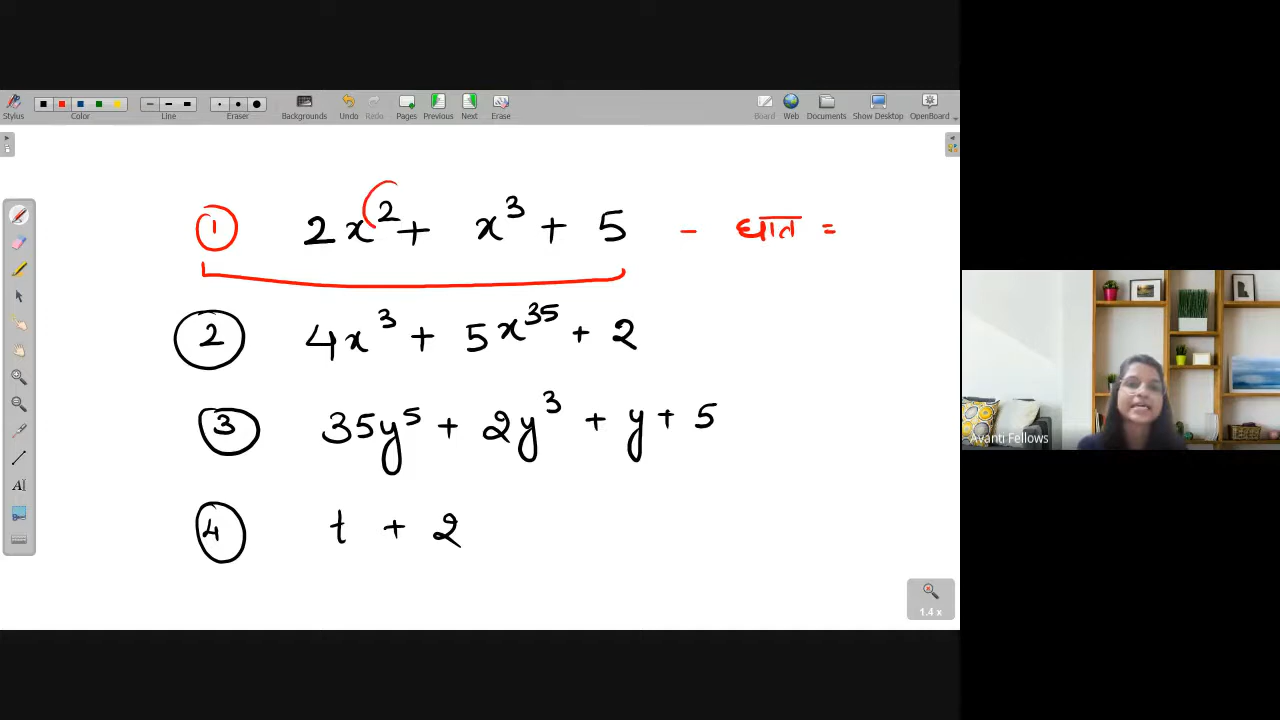 Stylus Color Line Eraser Backgrounds Undo Redo Pages Previous Next Erase Board Web Documents Show Desktop OpenBoard
① 2x² + x³ + 5 - घात =
② 4x³ + 5x³⁵ + 2
③ 35y⁵ + 2y³ + y + 5
④ t + 2
Avanti Fellows
1.4 x